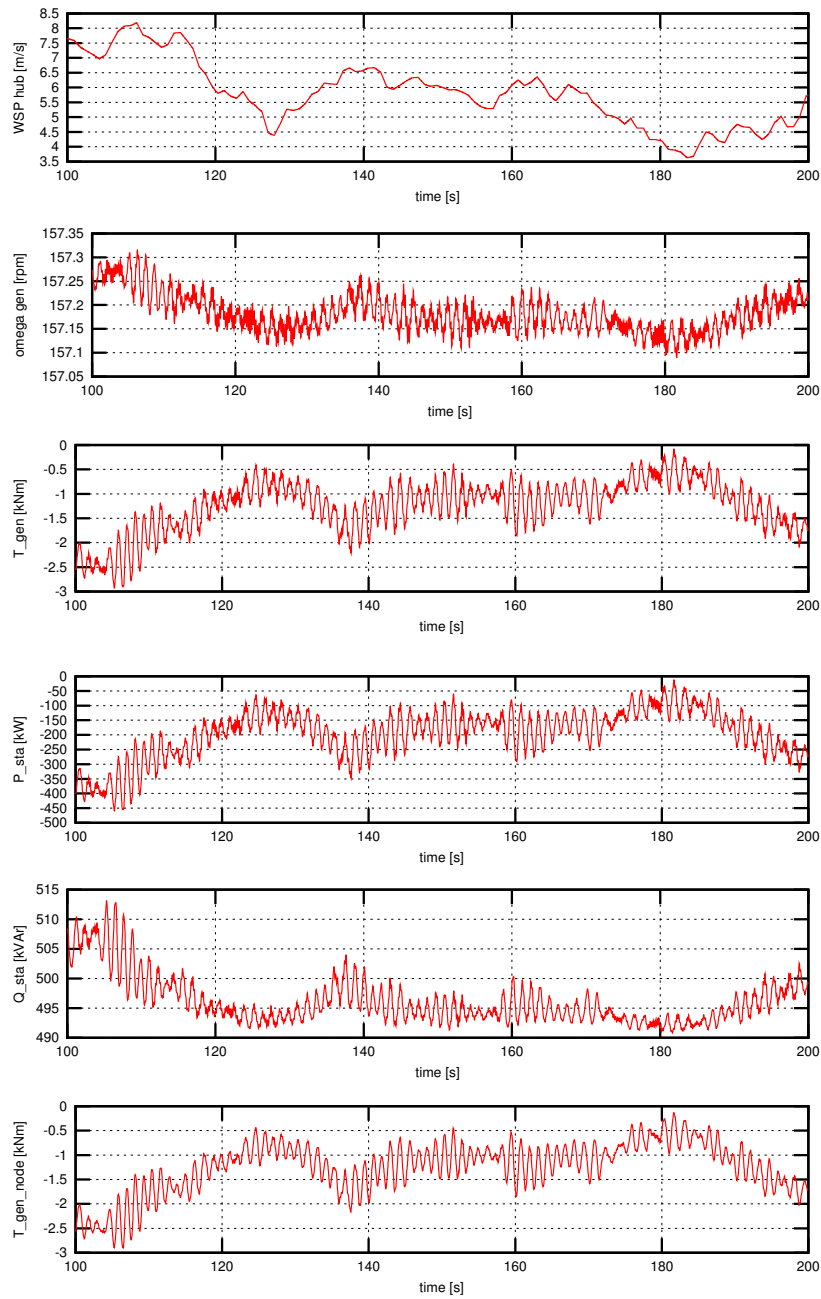 8.5
7.5
6.5
5.5
4.5
3.5
WSP hub [m/s]
100 120 140 160 180 200
time [s]
157.35
157.3
157.25
157.2
157.15
157.1
157.05
omega gen [rpm]
100 120 140 160 180 200
time [s]
0
-0.5
-1
-1.5
-2
-2.5
-3
T_gen [kNm]
100 120 140 160 180 200
time [s]
0
-50
-100
-150
-200
-250
-300
-350
-400
-450
-500
P_sta [kW]
100 120 140 160 180 200
time [s]
515
510
505
500
495
490
Q_sta [kVAr]
100 120 140 160 180 200
time [s]
0
-0.5
-1
-1.5
-2
-2.5
-3
T_gen_node [kNm]
100 120 140 160 180 200
time [s]